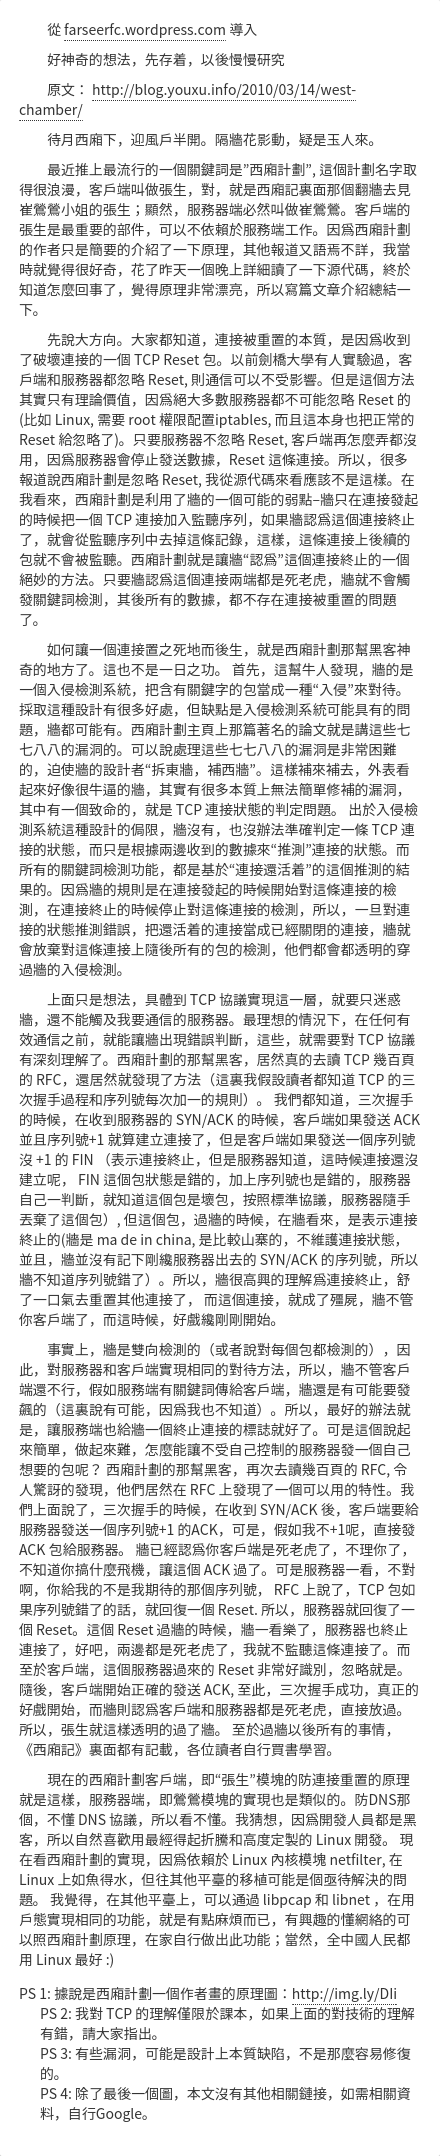 從 farseerfc.wordpress.com 導入
好神奇的想法，先存着，以後慢慢研究
原文： http://blog.youxu.info/2010/03/14/west-
chamber/
待月西廂下，迎風戶半開。隔牆花影動，疑是玉人來。
最近推上最流行的一個關鍵詞是”西廂計劃”, 這個計劃名字取
得很浪漫，客戶端叫做張生，對，就是西廂記裏面那個翻牆去見
崔鶯鶯小姐的張生；顯然，服務器端必然叫做崔鶯鶯。客戶端的
張生是最重要的部件，可以不依賴於服務端工作。因爲西廂計劃
的作者只是簡要的介紹了一下原理，其他報道又語焉不詳，我當
時就覺得很好奇，花了昨天一個晚上詳細讀了一下源代碼，終於
知道怎麼回事了，覺得原理非常漂亮，所以寫篇文章介紹總結一
下。
先說大方向。大家都知道，連接被重置的本質，是因爲收到
了破壞連接的一個 TCP Reset 包。以前劍橋大學有人實驗過，客
戶端和服務器都忽略 Reset, 則通信可以不受影響。但是這個方法
其實只有理論價值，因爲絕大多數服務器都不可能忽略 Reset 的
(比如 Linux, 需要 root 權限配置iptables, 而且這本身也把正常的
Reset 給忽略了)。只要服務器不忽略 Reset, 客戶端再怎麼弄都沒
用，因爲服務器會停止發送數據，Reset 這條連接。所以，很多
報道說西廂計劃是忽略 Reset, 我從源代碼來看應該不是這樣。在
我看來，西廂計劃是利用了牆的一個可能的弱點–牆只在連接發起
的時候把一個 TCP 連接加入監聽序列，如果牆認爲這個連接終止
了，就會從監聽序列中去掉這條記錄，這樣，這條連接上後續的
包就不會被監聽。西廂計劃就是讓牆“認爲”這個連接終止的一個
絕妙的方法。只要牆認爲這個連接兩端都是死老虎，牆就不會觸
發關鍵詞檢測，其後所有的數據，都不存在連接被重置的問題
了。
如何讓一個連接置之死地而後生，就是西廂計劃那幫黑客神
奇的地方了。這也不是一日之功。 首先，這幫牛人發現，牆的是
一個入侵檢測系統，把含有關鍵字的包當成一種“入侵”來對待。
採取這種設計有很多好處，但缺點是入侵檢測系統可能具有的問
題，牆都可能有。西廂計劃主頁上那篇著名的論文就是講這些七
七八八的漏洞的。可以說處理這些七七八八的漏洞是非常困難
的，迫使牆的設計者“拆東牆，補西牆”。這樣補來補去，外表看
起來好像很牛逼的牆，其實有很多本質上無法簡單修補的漏洞，
其中有一個致命的，就是 TCP 連接狀態的判定問題。 出於入侵檢
測系統這種設計的侷限，牆沒有，也沒辦法準確判定一條 TCP 連
接的狀態，而只是根據兩邊收到的數據來“推測”連接的狀態。而
所有的關鍵詞檢測功能，都是基於“連接還活着”的這個推測的結
果的。因爲牆的規則是在連接發起的時候開始對這條連接的檢
測，在連接終止的時候停止對這條連接的檢測，所以，一旦對連
接的狀態推測錯誤，把還活着的連接當成已經關閉的連接，牆就
會放棄對這條連接上隨後所有的包的檢測，他們都會都透明的穿
過牆的入侵檢測。
上面只是想法，具體到 TCP 協議實現這一層，就要只迷惑
牆，還不能觸及我要通信的服務器。最理想的情況下，在任何有
效通信之前，就能讓牆出現錯誤判斷，這些，就需要對 TCP 協議
有深刻理解了。西廂計劃的那幫黑客，居然真的去讀 TCP 幾百頁
的 RFC，還居然就發現了方法（這裏我假設讀者都知道 TCP 的三
次握手過程和序列號每次加一的規則）。 我們都知道，三次握手
的時候，在收到服務器的 SYN/ACK 的時候，客戶端如果發送 ACK
並且序列號+1 就算建立連接了，但是客戶端如果發送一個序列號
沒 +1 的 FIN （表示連接終止，但是服務器知道，這時候連接還沒
建立呢， FIN 這個包狀態是錯的，加上序列號也是錯的，服務器
自己一判斷，就知道這個包是壞包，按照標準協議，服務器隨手
丟棄了這個包）, 但這個包，過牆的時候，在牆看來，是表示連接
終止的(牆是 ma de in china, 是比較山寨的，不維護連接狀態，
並且，牆並沒有記下剛纔服務器出去的 SYN/ACK 的序列號，所以
牆不知道序列號錯了）。所以，牆很高興的理解爲連接終止，舒
了一口氣去重置其他連接了， 而這個連接，就成了殭屍，牆不管
你客戶端了，而這時候，好戲纔剛剛開始。
事實上，牆是雙向檢測的（或者說對每個包都檢測的），因
此，對服務器和客戶端實現相同的對待方法，所以，牆不管客戶
端還不行，假如服務端有關鍵詞傳給客戶端，牆還是有可能要發
飆的（這裏說有可能，因爲我也不知道）。所以，最好的辦法就
是，讓服務端也給牆一個終止連接的標誌就好了。可是這個說起
來簡單，做起來難，怎麼能讓不受自己控制的服務器發一個自己
想要的包呢？ 西廂計劃的那幫黑客，再次去讀幾百頁的 RFC, 令
人驚訝的發現，他們居然在 RFC 上發現了一個可以用的特性。我
們上面說了，三次握手的時候，在收到 SYN/ACK 後，客戶端要給
服務器發送一個序列號+1 的ACK，可是，假如我不+1呢，直接發
ACK 包給服務器。 牆已經認爲你客戶端是死老虎了，不理你了，
不知道你搞什麼飛機，讓這個 ACK 過了。可是服務器一看，不對
啊，你給我的不是我期待的那個序列號， RFC 上說了，TCP 包如
果序列號錯了的話，就回復一個 Reset. 所以，服務器就回復了一
個 Reset。這個 Reset 過牆的時候，牆一看樂了，服務器也終止
連接了，好吧，兩邊都是死老虎了，我就不監聽這條連接了。而
至於客戶端，這個服務器過來的 Reset 非常好識別，忽略就是。
隨後，客戶端開始正確的發送 ACK, 至此，三次握手成功，真正的
好戲開始，而牆則認爲客戶端和服務器都是死老虎，直接放過。
所以，張生就這樣透明的過了牆。 至於過牆以後所有的事情，
《西廂記》裏面都有記載，各位讀者自行買書學習。
現在的西廂計劃客戶端，即“張生”模塊的防連接重置的原理
就是這樣，服務器端，即鶯鶯模塊的實現也是類似的。防DNS那
個，不懂 DNS 協議，所以看不懂。我猜想，因爲開發人員都是黑
客，所以自然喜歡用最經得起折騰和高度定製的 Linux 開發。 現
在看西廂計劃的實現，因爲依賴於 Linux 內核模塊 netfilter, 在
Linux 上如魚得水，但往其他平臺的移植可能是個亟待解決的問
題。 我覺得，在其他平臺上，可以通過 libpcap 和 libnet ，在用
戶態實現相同的功能，就是有點麻煩而已，有興趣的懂網絡的可
以照西廂計劃原理，在家自行做出此功能；當然，全中國人民都
用 Linux 最好 :)
PS 1: 據說是西廂計劃一個作者畫的原理圖：http://img.ly/DIi
PS 2: 我對 TCP 的理解僅限於課本，如果上面的對技術的理解
有錯，請大家指出。
PS 3: 有些漏洞，可能是設計上本質缺陷，不是那麼容易修復
的。
PS 4: 除了最後一個圖，本文沒有其他相關鏈接，如需相關資
料，自行Google。